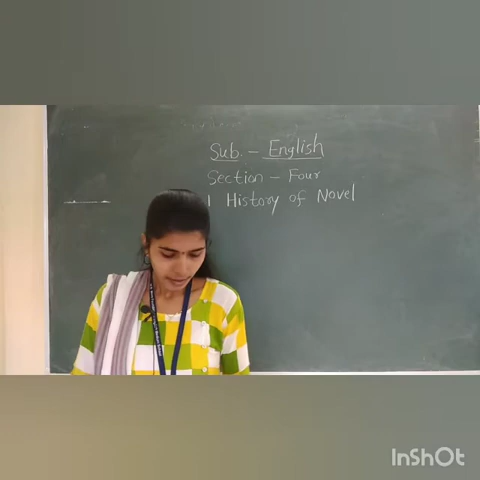 Sub. - English
Section - Four
1 History of Novel
InShOt